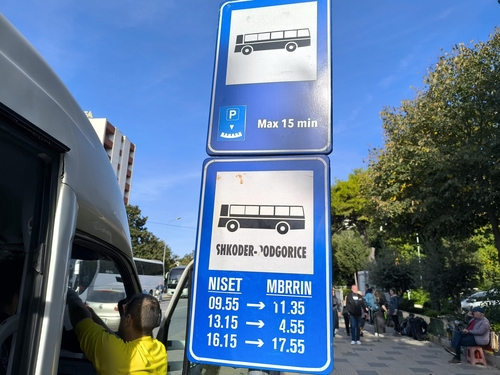 P
Max 15 min
SHKODER-PODGORICE
NISET MBRRIN
09.55 → 11.35
13.15 → 4.55
16.15 → 17.55